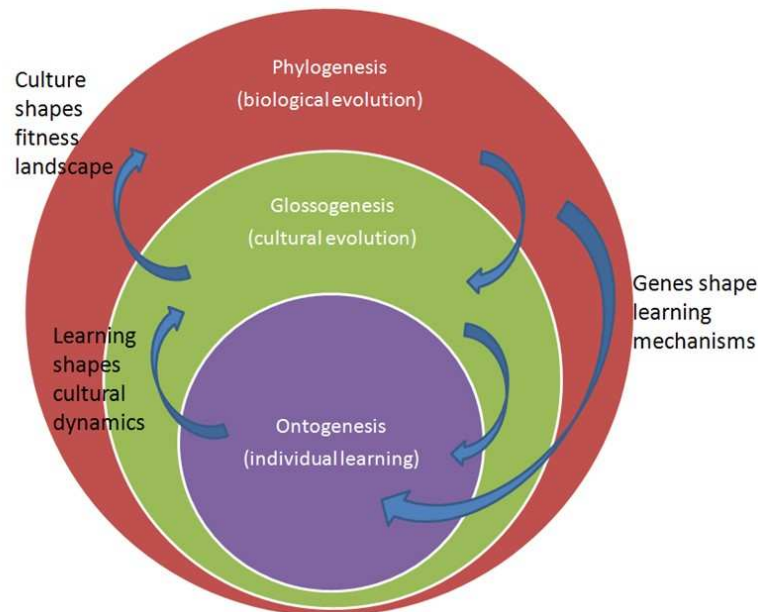 Phylogenesis
(biological evolution)
Culture
shapes
fitness
landscape
Glossogenesis
(cultural evolution)
Genes shape
learning
mechanisms
Learning
shapes
cultural
dynamics
Ontogenesis
(individual learning)